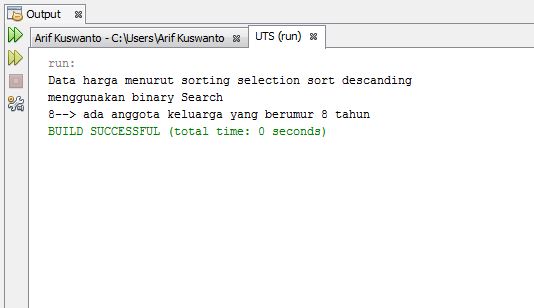 Output
Arif Kuswanto - C:\Users\Arif Kuswanto UTS (run)
run:
Data harga menurut sorting selection sort descanding
menggunakan binary Search
8--> ada anggota keluarga yang berumur 8 tahun
BUILD SUCCESSFUL (total time: 0 seconds)